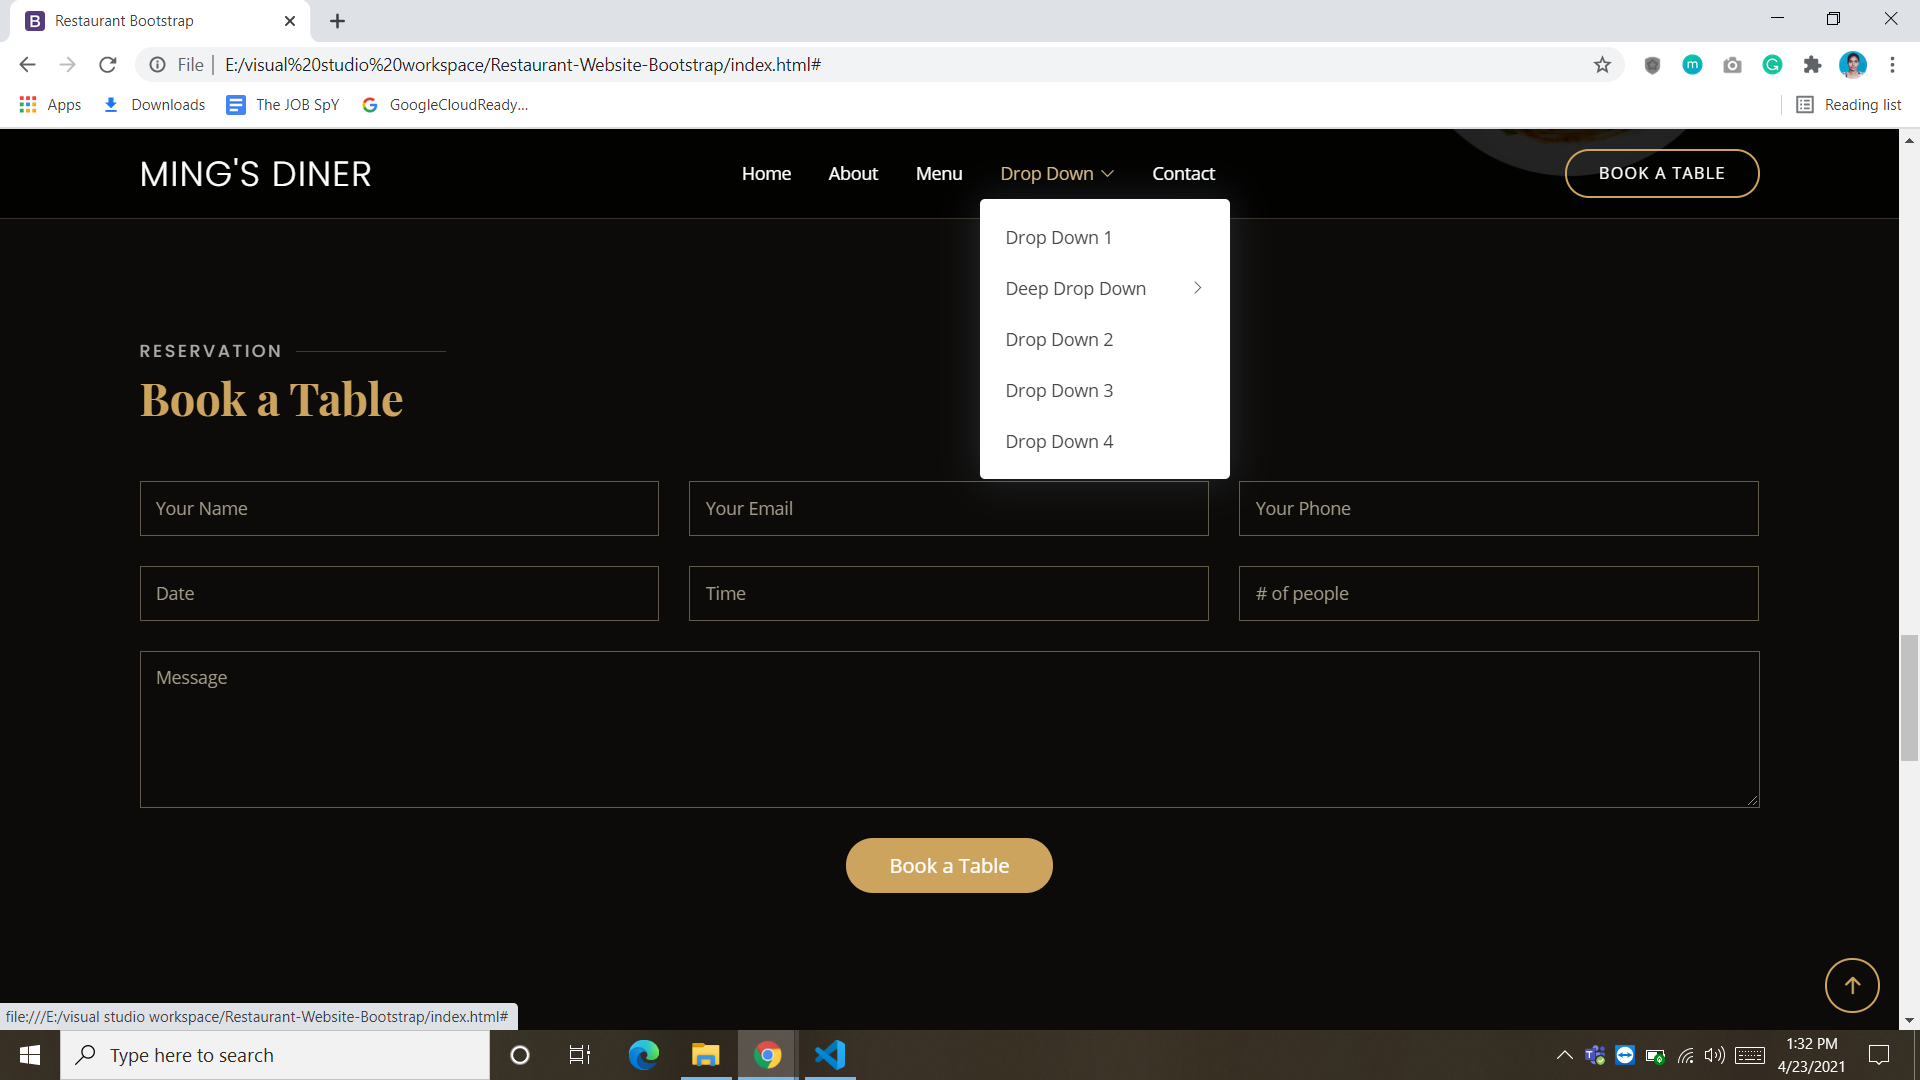 Restaurant Bootstrap
File | E:/visual%20studio%20workspace/Restaurant-Website-Bootstrap/index.html#
Apps Downloads The JOB SpY GoogleCloudReady... Reading list
MING'S DINER Home About Menu Drop Down Contact BOOK A TABLE
Drop Down 1
Deep Drop Down
Drop Down 2
Drop Down 3
Drop Down 4
RESERVATION
Book a Table
Your Name Your Email Your Phone
Date Time # of people
Message
Book a Table
file:///E:/visual studio workspace/Restaurant-Website-Bootstrap/index.html#
Type here to search
1:32 PM
4/23/2021